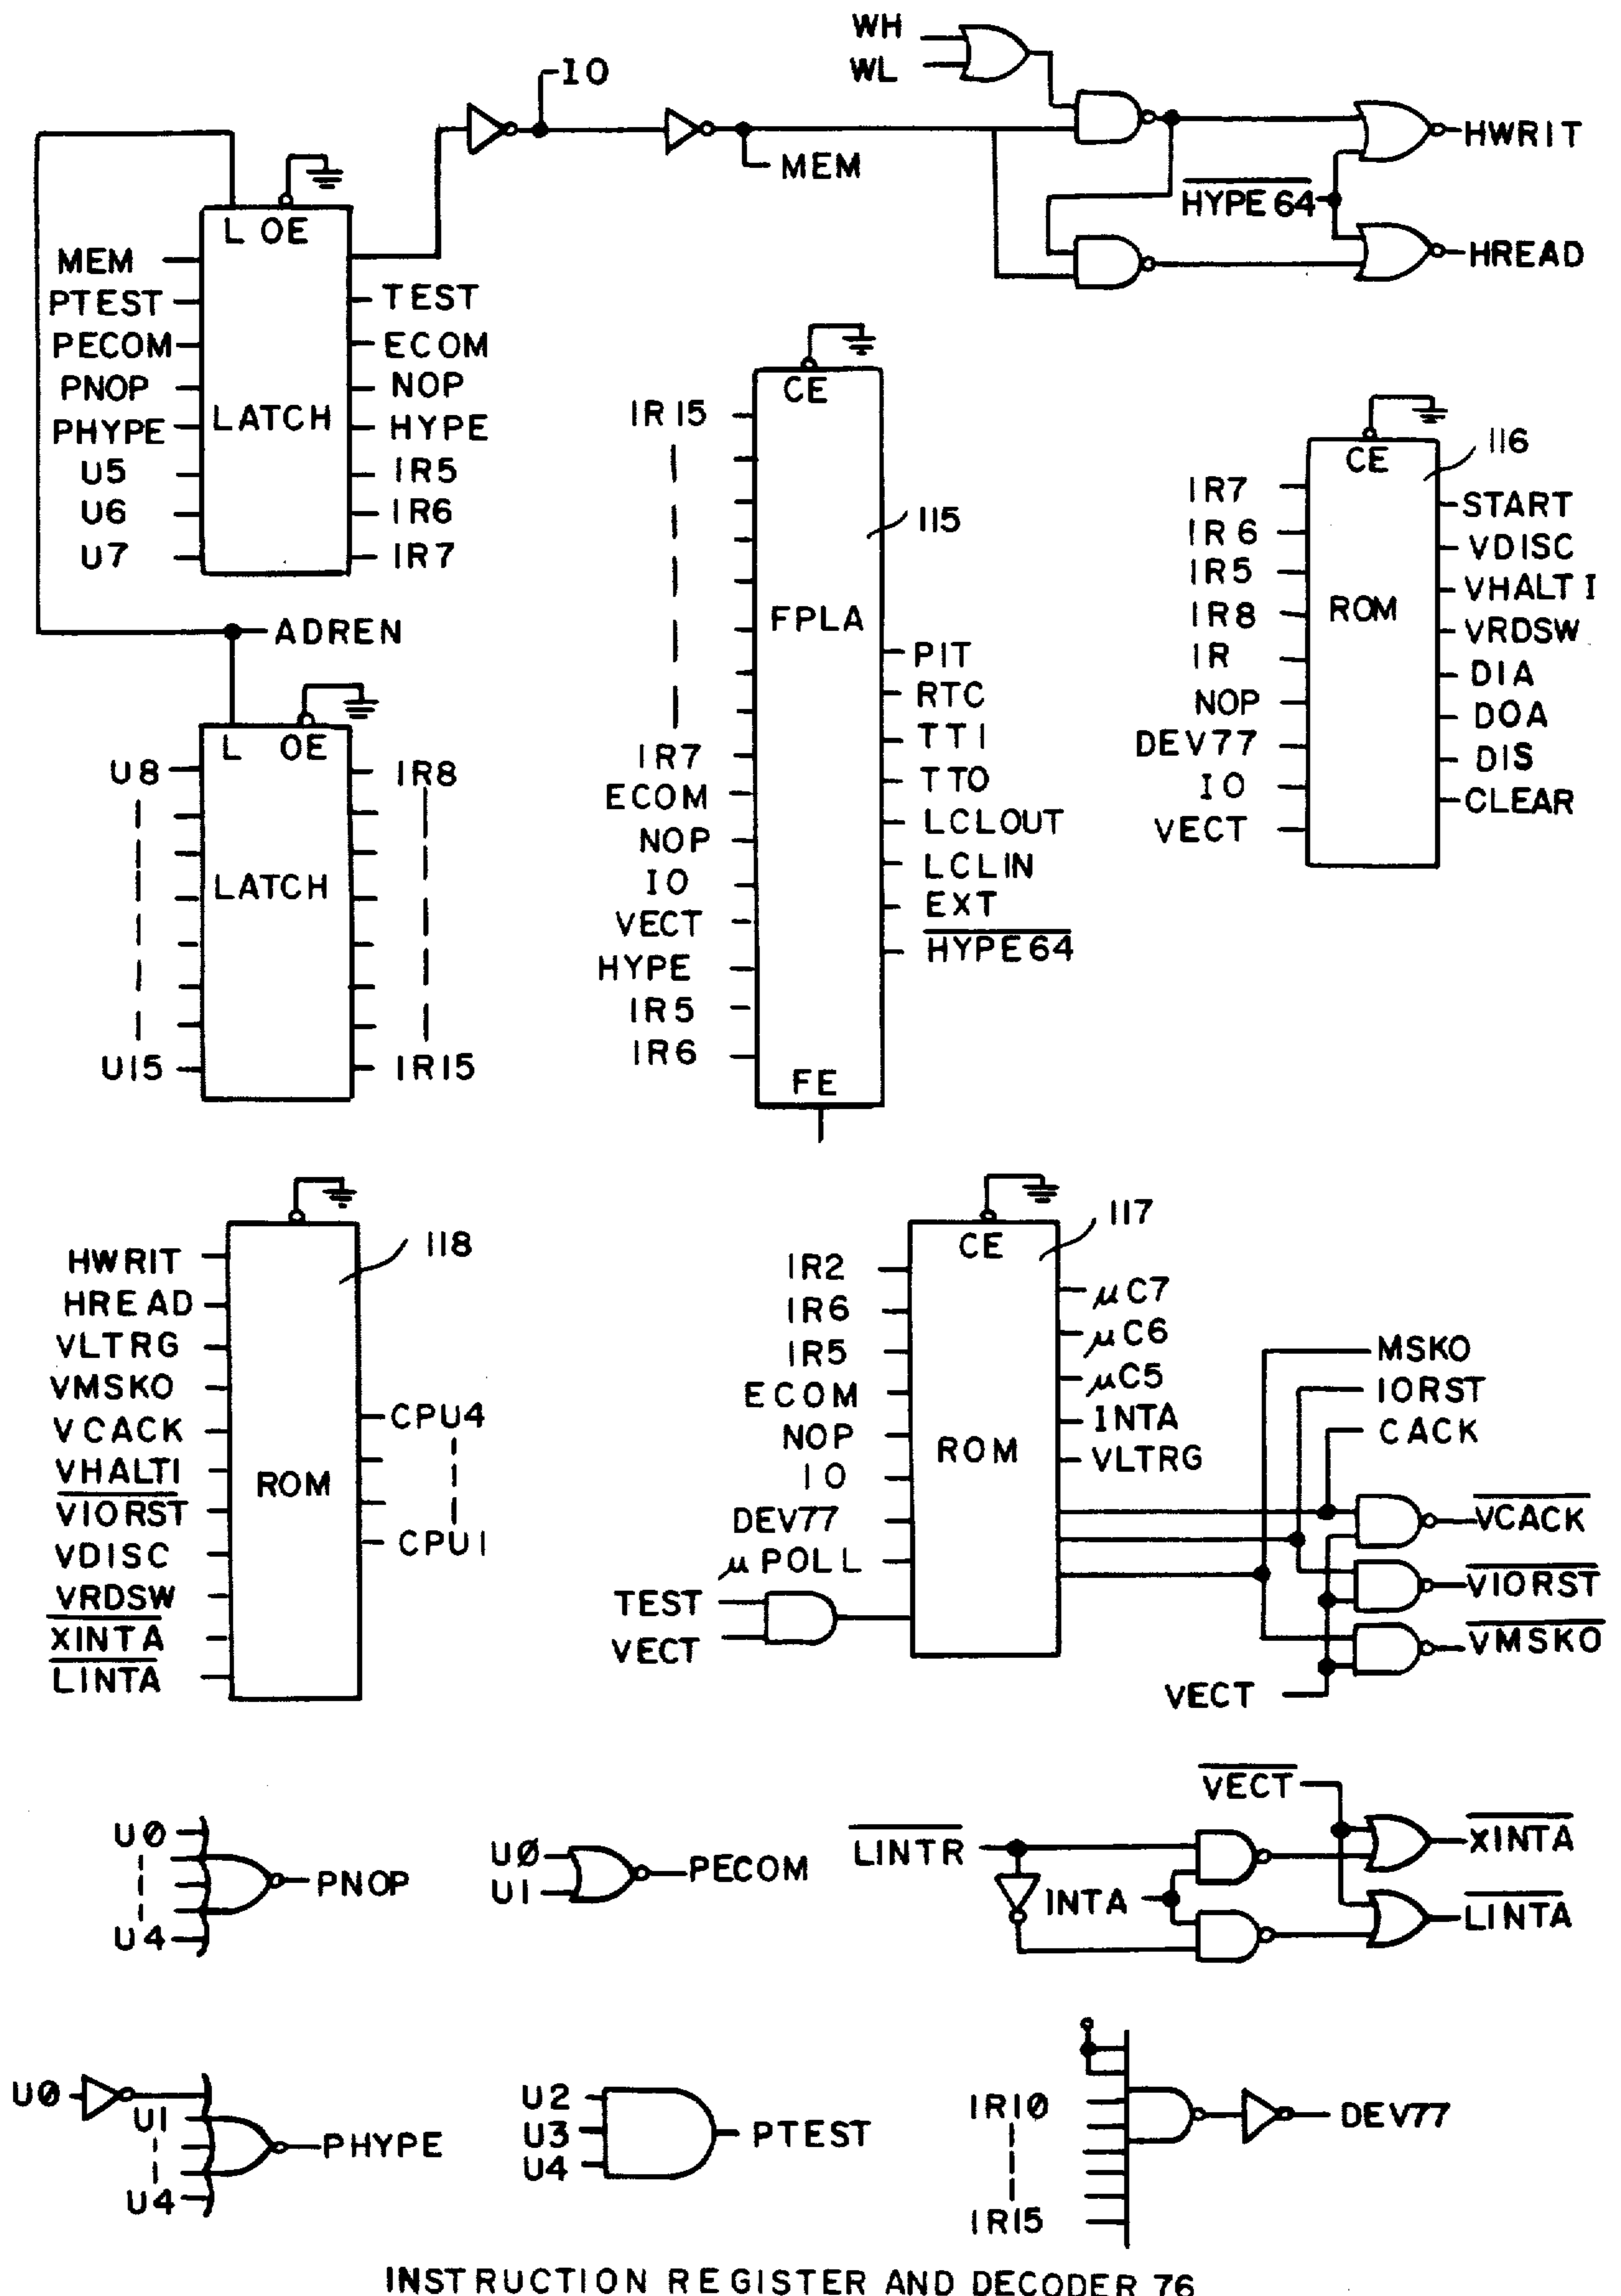 WH
WL
IO
MEM
HWRIT
HYPE 64
HREAD
L OE
MEM
PTEST
PECOM
PNOP
PHYPE
U5
U6
U7
LATCH
TEST
ECOM
NOP
HYPE
IR5
IR6
IR7
ADREN
L OE
U8
U15
LATCH
IR8
IR15
CE
IR15
IR7
ECOM
NOP
IO
VECT
HYPE
IR5
IR6
FPLA
FE
115
PIT
RTC
TTI
TTO
LCLOUT
LCLIN
EXT
HYPE64
CE
116
IR7
IR6
IR5
IR8
IR
NOP
DEV77
IO
VECT
ROM
START
VDISC
VHALTI
VRDSW
DIA
DOA
DIS
CLEAR
118
HWRIT
HREAD
VLTRG
VMSKO
VCACK
VHALTI
VIORST
VDISC
VRDSW
XINTA
LINTA
ROM
CPU4
CPU1
CE
117
IR2
IR6
IR5
ECOM
NOP
IO
DEV77
μPOLL
TEST
VECT
ROM
μC7
μC6
μC5
INTA
VLTRG
MSKO
IORST
CACK
VCACK
VIORST
VMSKO
VECT
UØ
U4
PNOP
UØ
U1
PECOM
VECT
LINTR
INTA
XINTA
LINTA
UØ
U1
U4
PHYPE
U2
U3
U4
PTEST
IR1Ø
IR15
DEV77
INSTRUCTION REGISTER AND DECODER 76